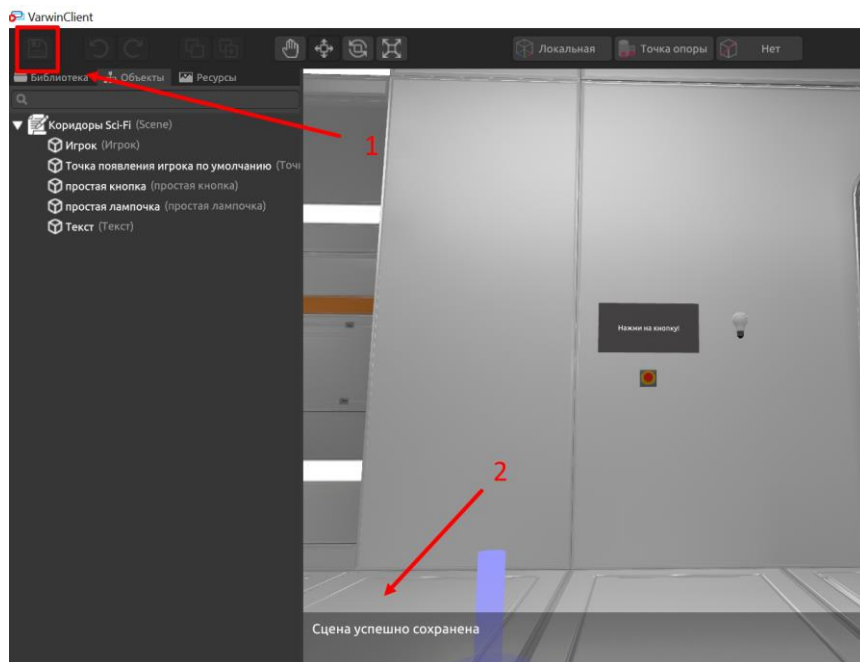 VarwinClient
Локальная
Точка опоры
Нет
Библиотека
Объекты
Ресурсы
1
Коридоры Sci-Fi (Scene)
Игрок (Игрок)
Точка появления игрока по умолчанию (Точ
простая кнопка (простая кнопка)
простая лампочка (простая лампочка)
Текст (Текст)
Нажми на кнопку!
2
Сцена успешно сохранена